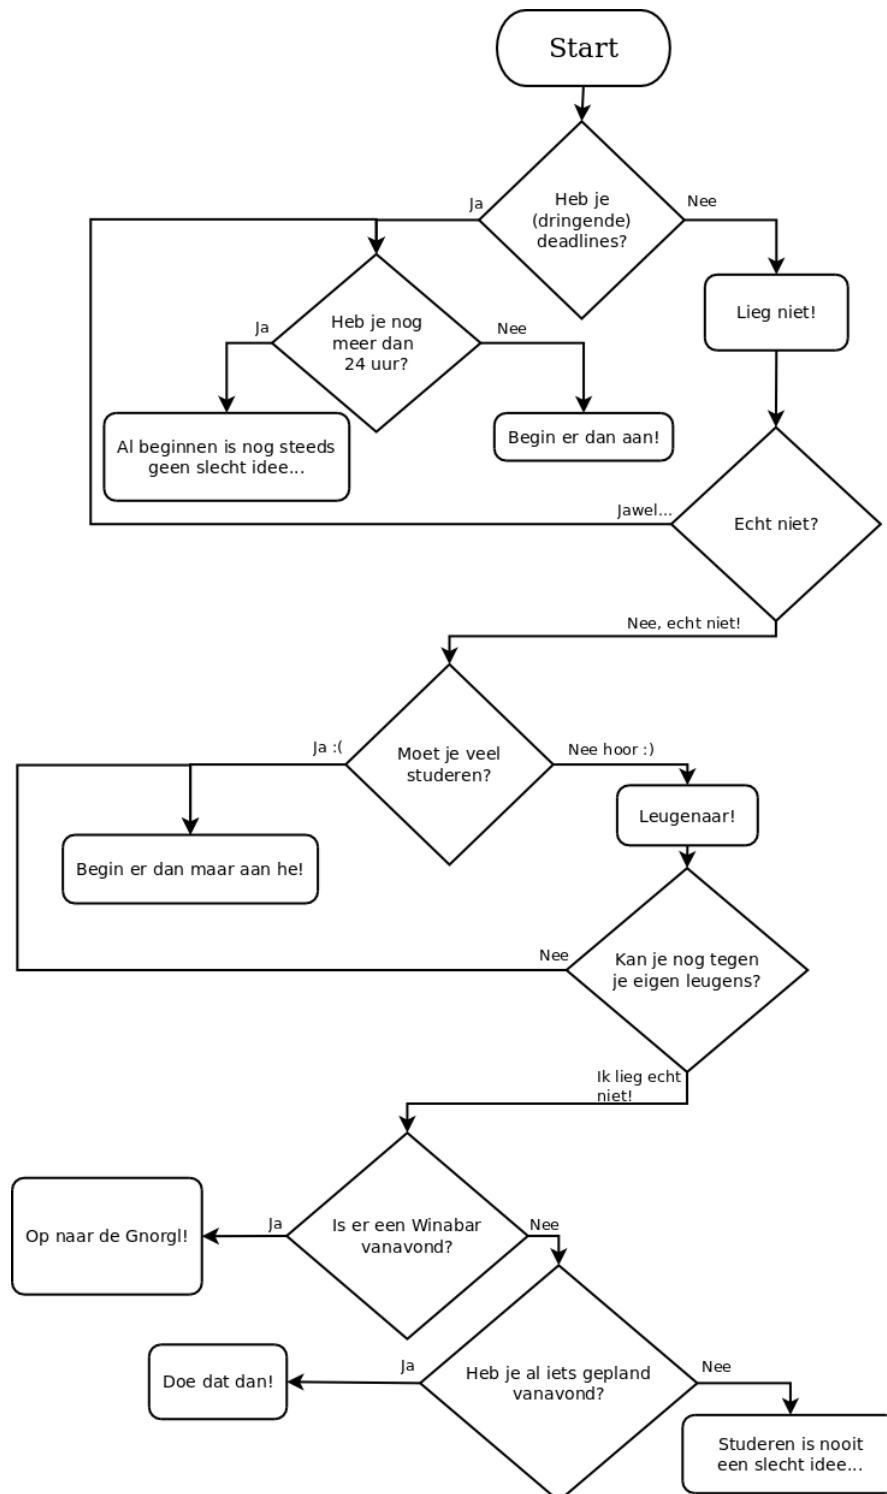 Start
Heb je
(dringende)
deadlines?
Ja
Nee
Lieg niet!
Heb je nog
meer dan
24 uur?
Ja
Nee
Al beginnen is nog steeds
geen slecht idee...
Begin er dan aan!
Echt niet?
Jawel...
Nee, echt niet!
Moet je veel
studeren?
Ja :(
Nee hoor :)
Leugenaar!
Begin er dan maar aan he!
Kan je nog tegen
je eigen leugens?
Nee
Ik lieg echt
niet!
Is er een Winabar
vanavond?
Ja
Nee
Op naar de Gnorgl!
Heb je al iets gepland
vanavond?
Ja
Nee
Doe dat dan!
Studeren is nooit
een slecht idee...